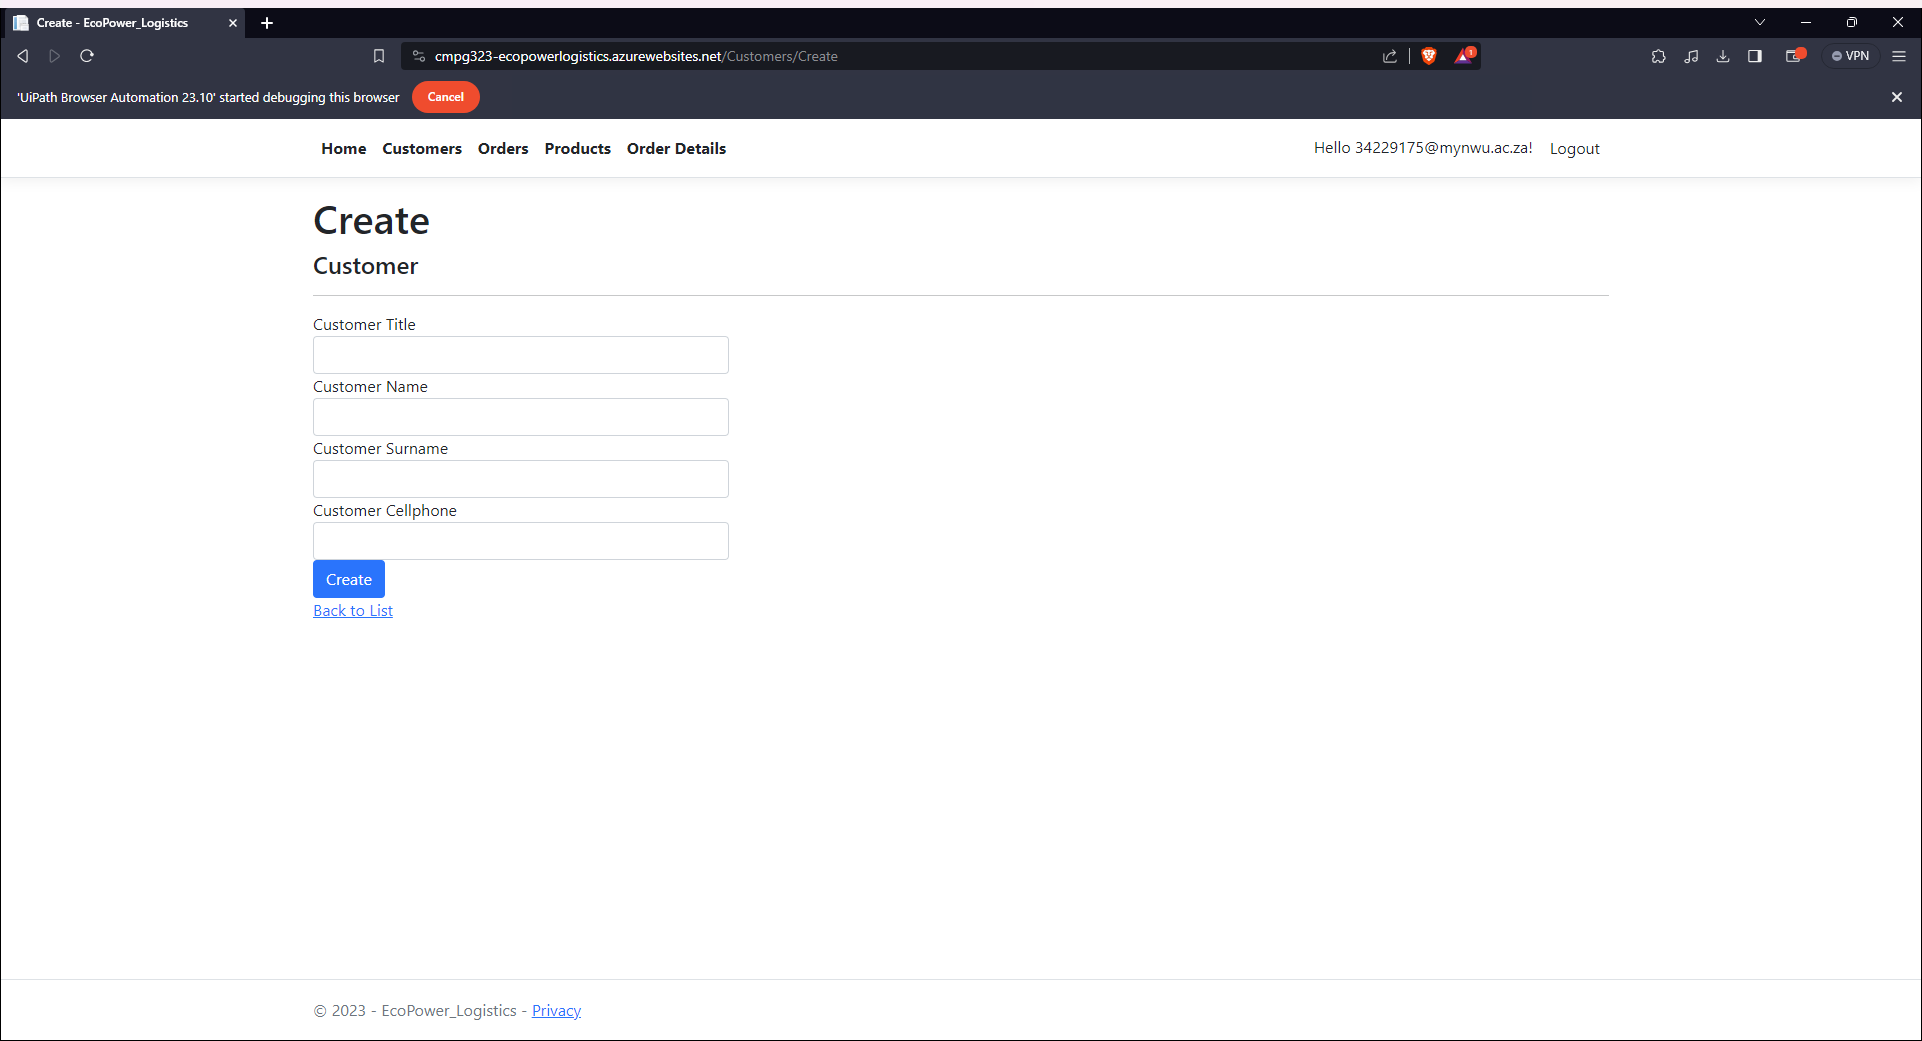 Create - EcoPower_Logistics
cmpg323-ecopowerlogistics.azurewebsites.net/Customers/Create
1
VPN
'UiPath Browser Automation 23.10' started debugging this browser Cancel
Home Customers Orders Products Order Details Hello 34229175@mynwu.ac.za! Logout
Create
Customer
Customer Title
Customer Name
Customer Surname
Customer Cellphone
Create
Back to List
© 2023 - EcoPower_Logistics - Privacy